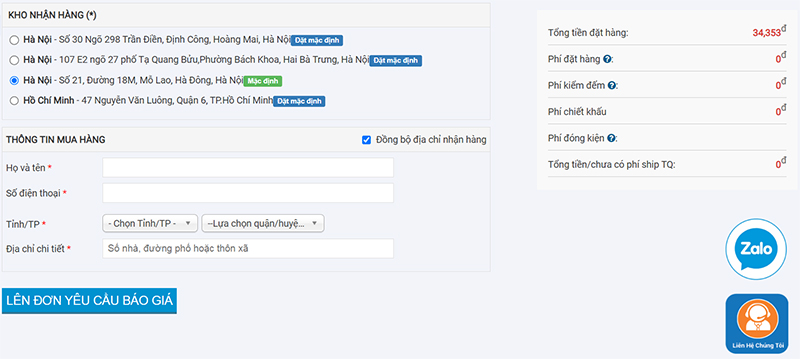 KHO NHẬN HÀNG (*)
Hà Nội - Số 30 Ngõ 298 Trần Điền, Định Công, Hoàng Mai, Hà Nội Đặt mặc định
Hà Nội - 107 E2 ngõ 27 phố Tạ Quang Bửu,Phường Bách Khoa, Hai Bà Trưng, Hà Nội Đặt mặc định
Hà Nội - Số 21, Đường 18M, Mỗ Lao, Hà Đông, Hà Nội Mặc định
Hồ Chí Minh - 47 Nguyễn Văn Luông, Quận 6, TP.Hồ Chí Minh Đặt mặc định
THÔNG TIN MUA HÀNG
Đồng bộ địa chỉ nhận hàng
Họ và tên *
Số điện thoại *
Tỉnh/TP * - Chọn Tỉnh/TP - --Lựa chọn quận/huyệ...
Địa chỉ chi tiết * Số nhà, đường phố hoặc thôn xã
LÊN ĐƠN YÊU CẦU BÁO GIÁ
Tổng tiền đặt hàng: 34,353đ
Phí đặt hàng ?: 0đ
Phí kiểm đếm ?: 0đ
Phí chiết khấu 0đ
Phí đóng kiện ?:
Tổng tiền/chưa có phí ship TQ: 0đ
Zalo
Liên Hệ Chúng Tôi